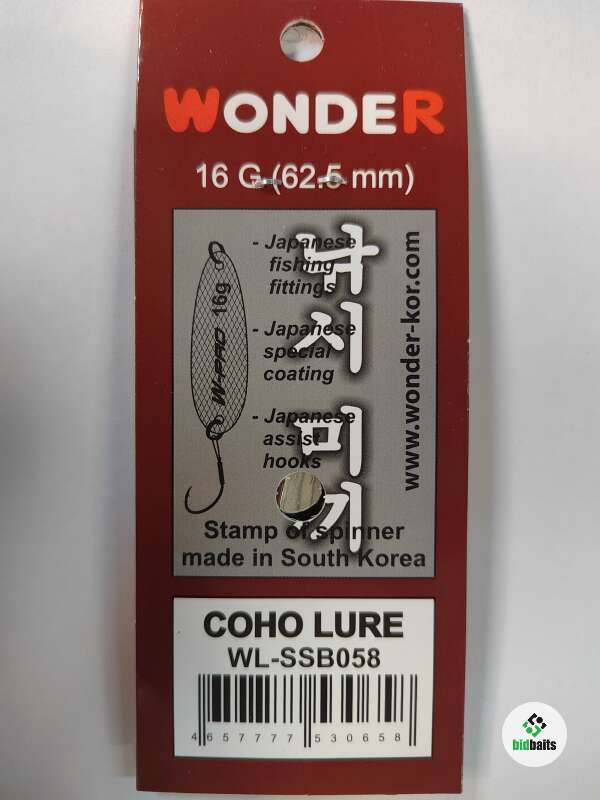 WONDER
16 G (62.5 mm)
- Japanese
fishing
fittings
- Japanese
special
coating
- Japanese
assist
hooks
W-PRO 16g
낚시 미끼
www.wonder-kor.com
Stamp of spinner
made in South Korea
COHO LURE
WL-SSB058
4 657777 530658
bidbaits